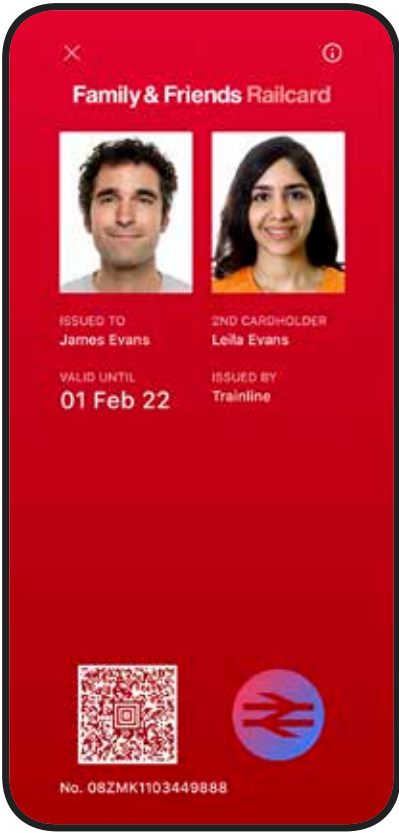 Family & Friends Railcard
ISSUED TO
James Evans
2ND CARDHOLDER
Leila Evans
VALID UNTIL
01 Feb 22
ISSUED BY
Trainline
No. 08ZMK1103449888